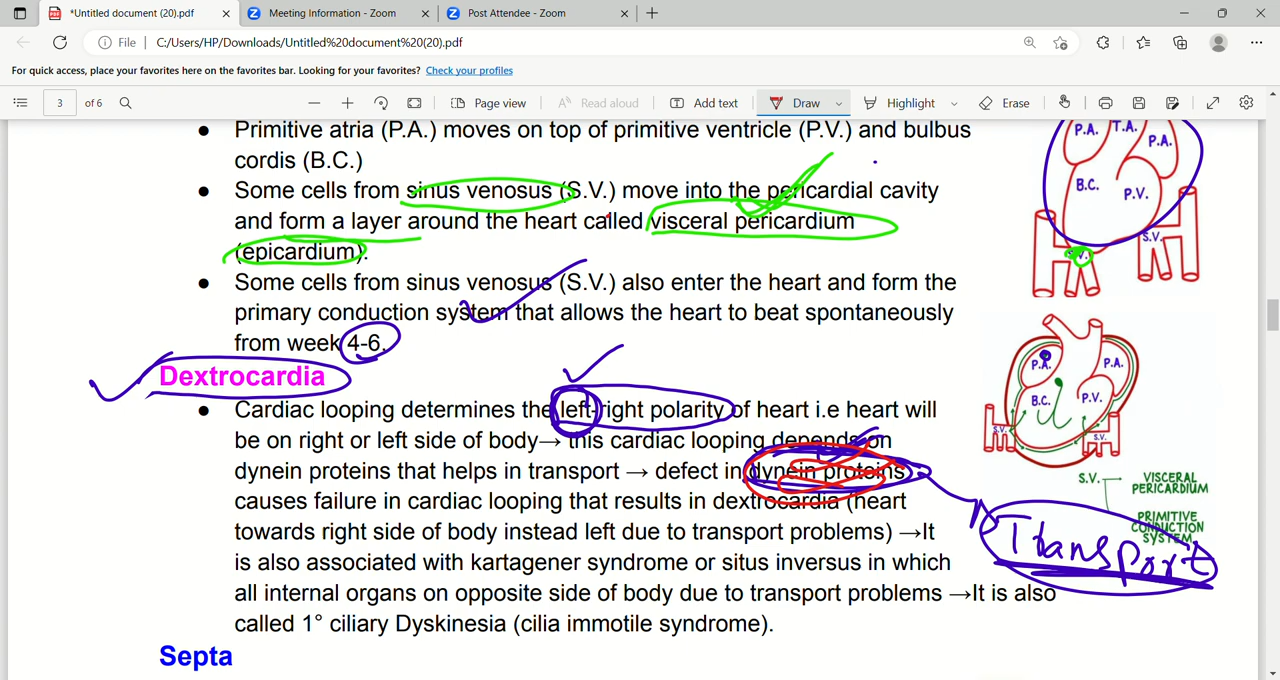 *Untitled document (20).pdf
Meeting Information - Zoom
Post Attendee - Zoom
File
C:/Users/HP/Downloads/Untitled%20document%20(20).pdf
For quick access, place your favorites here on the favorites bar. Looking for your favorites? Check your profiles
3 of 6
Page view
Read aloud
Add text
Draw
Highlight
Erase
● Primitive atria (P.A.) moves on top of primitive ventricle (P.V.) and bulbus
cordis (B.C.)
● Some cells from sinus venosus (S.V.) move into the pericardial cavity
and form a layer around the heart called visceral pericardium
(epicardium).
● Some cells from sinus venosus (S.V.) also enter the heart and form the
primary conduction system that allows the heart to beat spontaneously
from week 4-6.
Dextrocardia
● Cardiac looping determines the left-right polarity of heart i.e heart will
be on right or left side of body→ this cardiac looping depends on
dynein proteins that helps in transport → defect in dynein proteins
causes failure in cardiac looping that results in dextrocardia (heart
towards right side of body instead left due to transport problems) →It
is also associated with kartagener syndrome or situs inversus in which
all internal organs on opposite side of body due to transport problems →It is also
called 1° ciliary Dyskinesia (cilia immotile syndrome).
Septa
P.A. T.A.
P.A.
B.C.
P.V.
S.V.
S.V.
P.A.
P.A.
B.C.
P.V.
S.V.
S.V.
S.V.
VISCERAL
PERICARDIUM
PRIMITIVE
CONDUCTION
SYSTEM
Transport